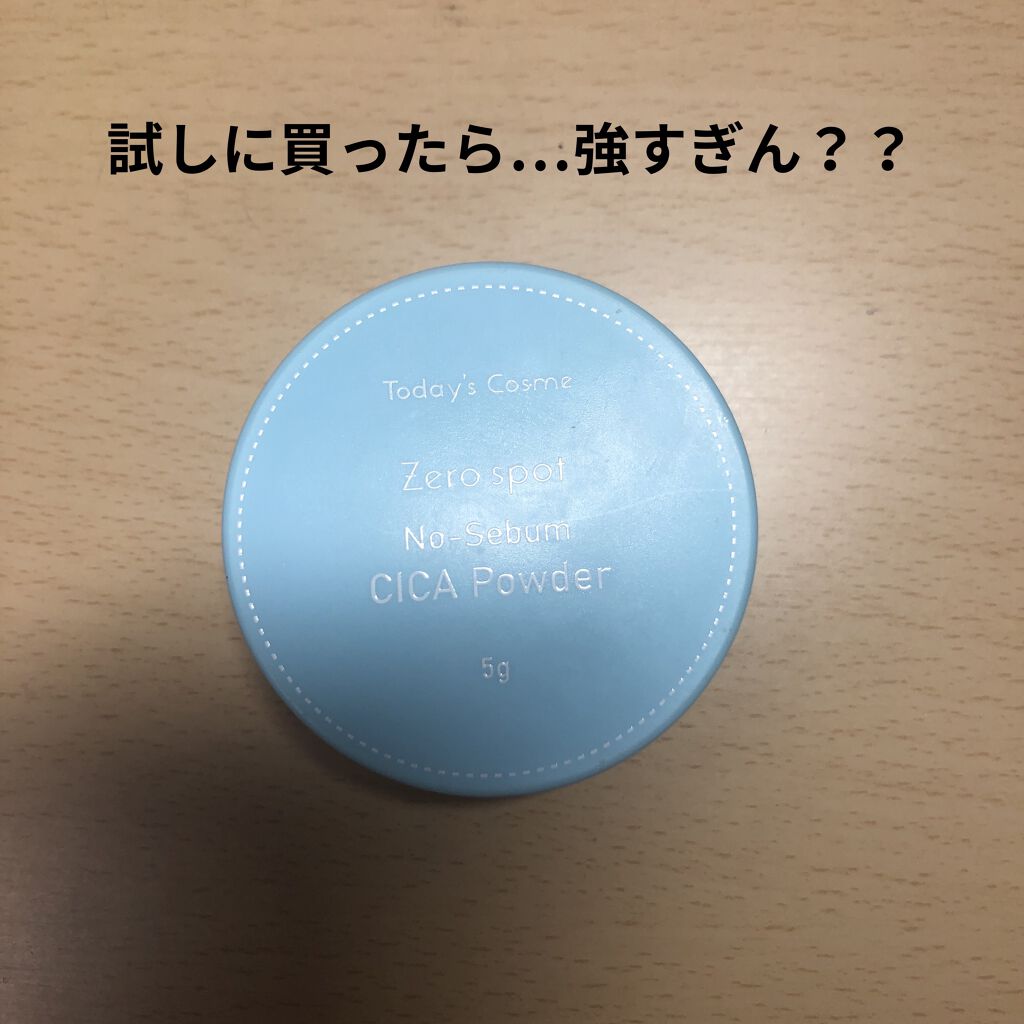 試しに買ったら…強すぎん？？
Today's Cosme
Zero spot
No-Sebum
CICA Powder
5g